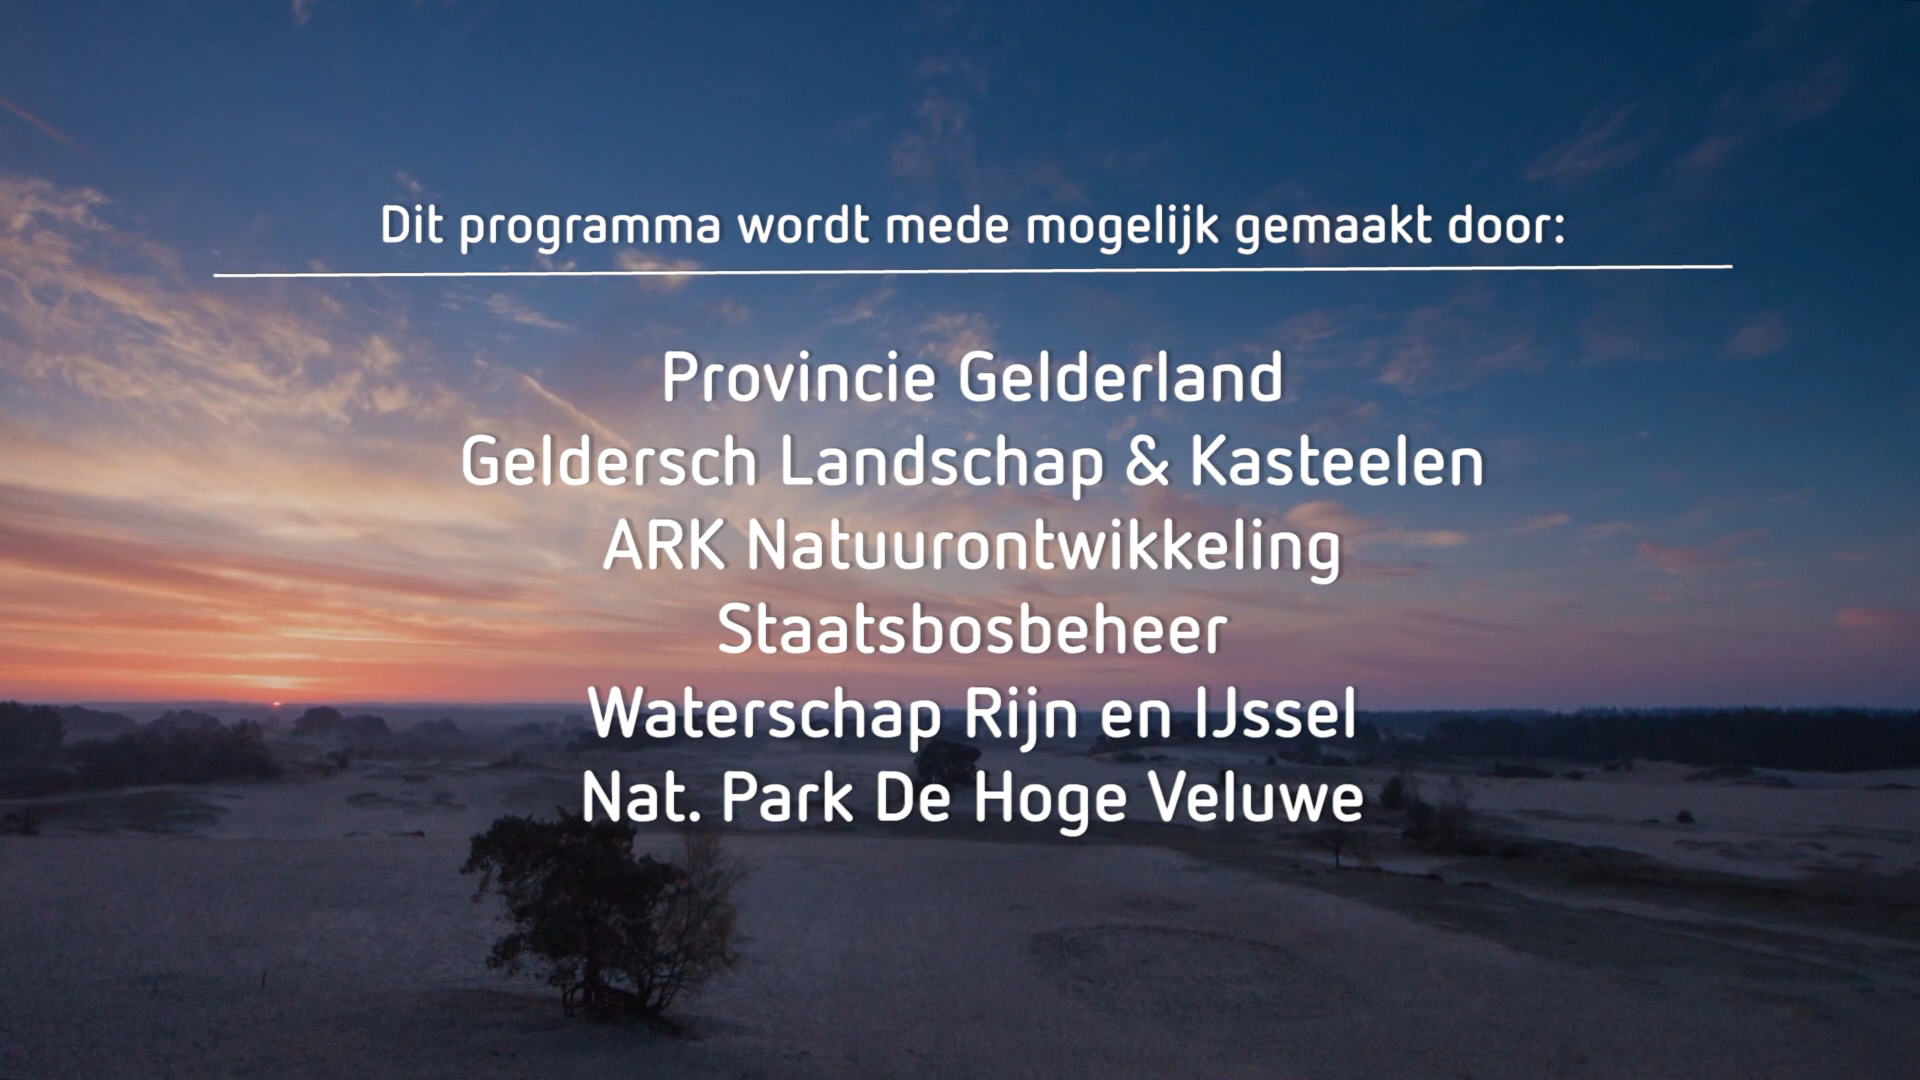 Dit programma wordt mede mogelijk gemaakt door:
Provincie Gelderland
Geldersch Landschap & Kasteelen
ARK Natuurontwikkeling
Staatsbosbeheer
Waterschap Rijn en IJssel
Nat. Park De Hoge Veluwe